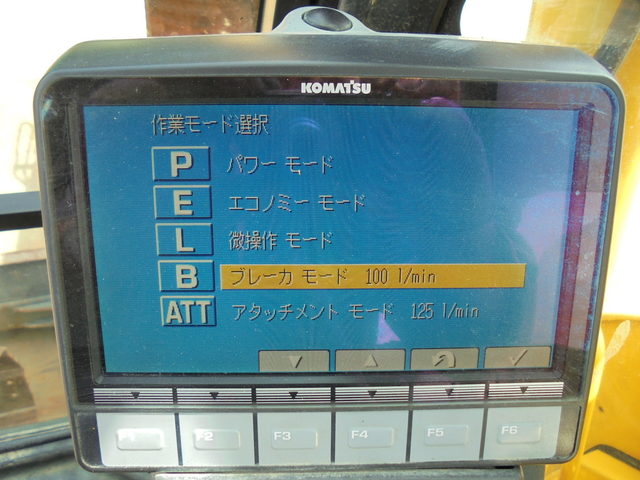 KOMATSU
作業モード選択
P パワー モード
E エコノミー モード
L 微操作 モード
B ブレーカ モード 100 l/min
ATT アタッチメント モード 125 l/min
F1 F2 F3 F4 F5 F6